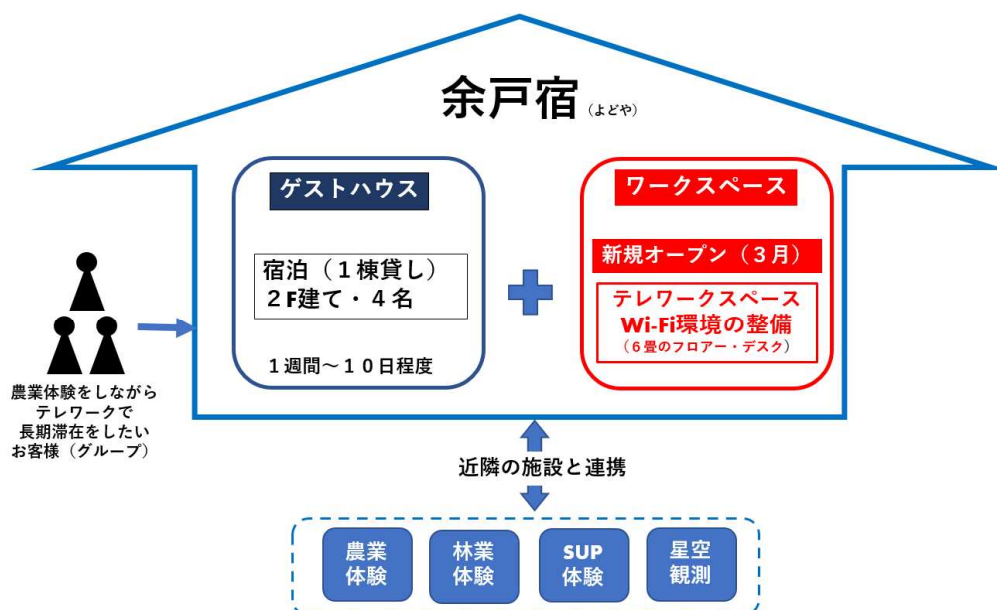 余戸宿（よどや）
ゲストハウス
宿泊（１棟貸し）
２F建て・４名
１週間～１０日程度
ワークスペース
新規オープン（３月）
テレワークスペース
Wi-Fi環境の整備
（６畳のフロアー・デスク）
農業体験をしながら
テレワークで
長期滞在をしたい
お客様（グループ）
近隣の施設と連携
農業
体験
林業
体験
SUP
体験
星空
観測